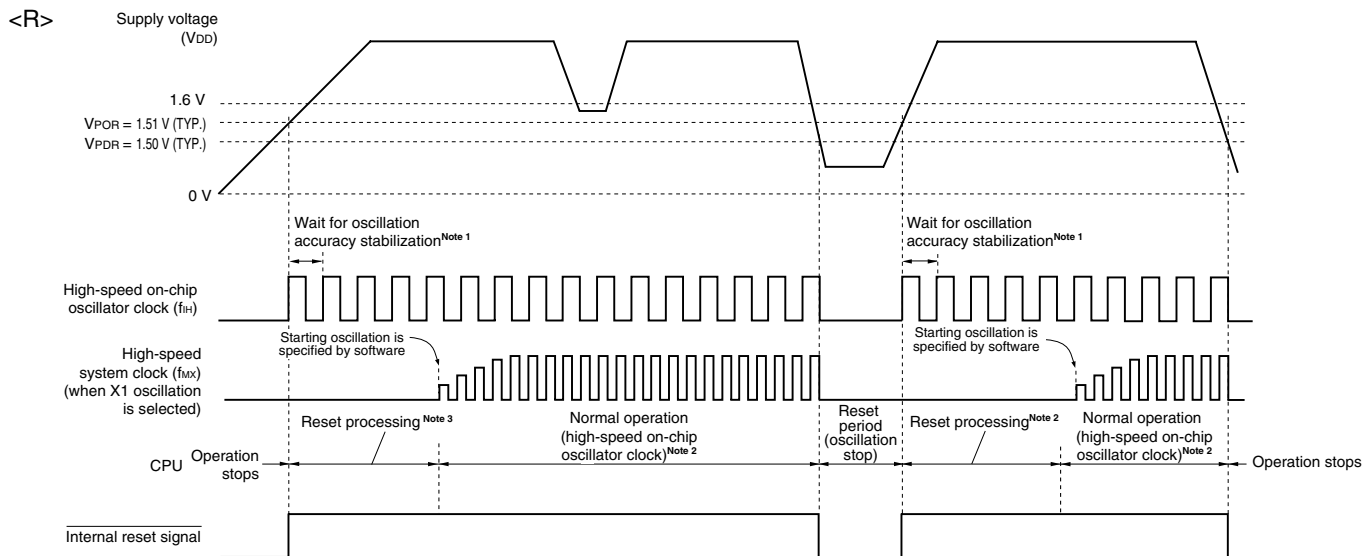 <R>
Supply voltage
(VDD)
1.6 V
VPOR = 1.51 V (TYP.)
VPDR = 1.50 V (TYP.)
0 V
Wait for oscillation
accuracy stabilization Note 1
Wait for oscillation
accuracy stabilization Note 1
High-speed on-chip
oscillator clock (fIH)
Starting oscillation is
specified by software
Starting oscillation is
specified by software
High-speed
system clock (fMX)
(when X1 oscillation
is selected)
Reset processing Note 3
Normal operation
(high-speed on-chip
oscillator clock) Note 2
Reset
period
(oscillation
stop)
Reset processing Note 2
Normal operation
(high-speed on-chip
oscillator clock) Note 2
CPU
Operation
stops
Operation stops
Internal reset signal